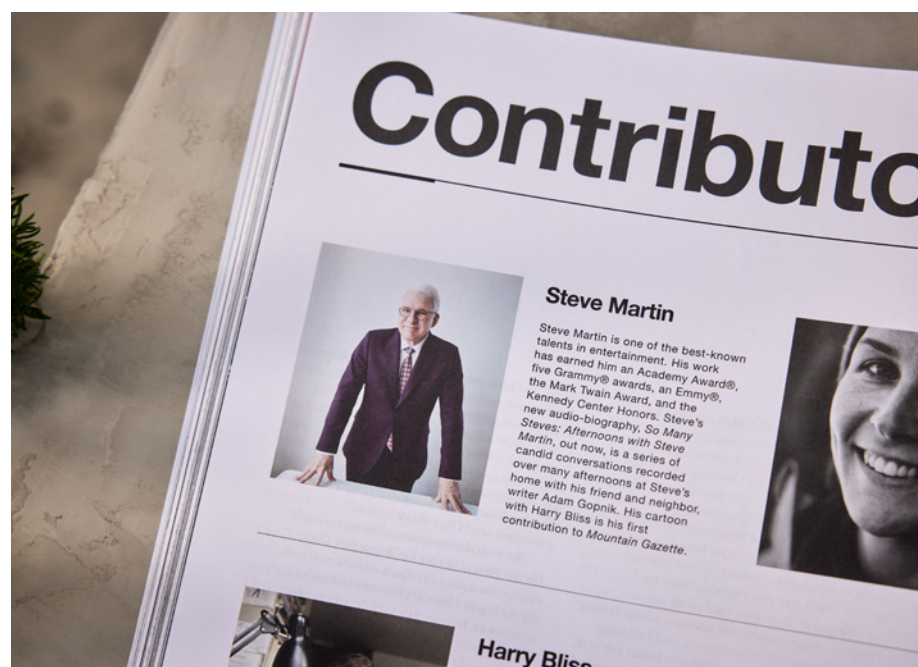 Contributo
Steve Martin
Steve Martin is one of the best-known
talents in entertainment. His work
has earned him an Academy Award®,
five Grammy® awards, an Emmy®,
the Mark Twain Award, and the
Kennedy Center Honors. Steve's
new audio-biography, So Many
Steves: Afternoons with Steve
Martin, out now, is a series of
candid conversations recorded
over many afternoons at Steve's
home with his friend and neighbor,
writer Adam Gopnik. His cartoon
with Harry Bliss is his first
contribution to Mountain Gazette.
Harry Bliss